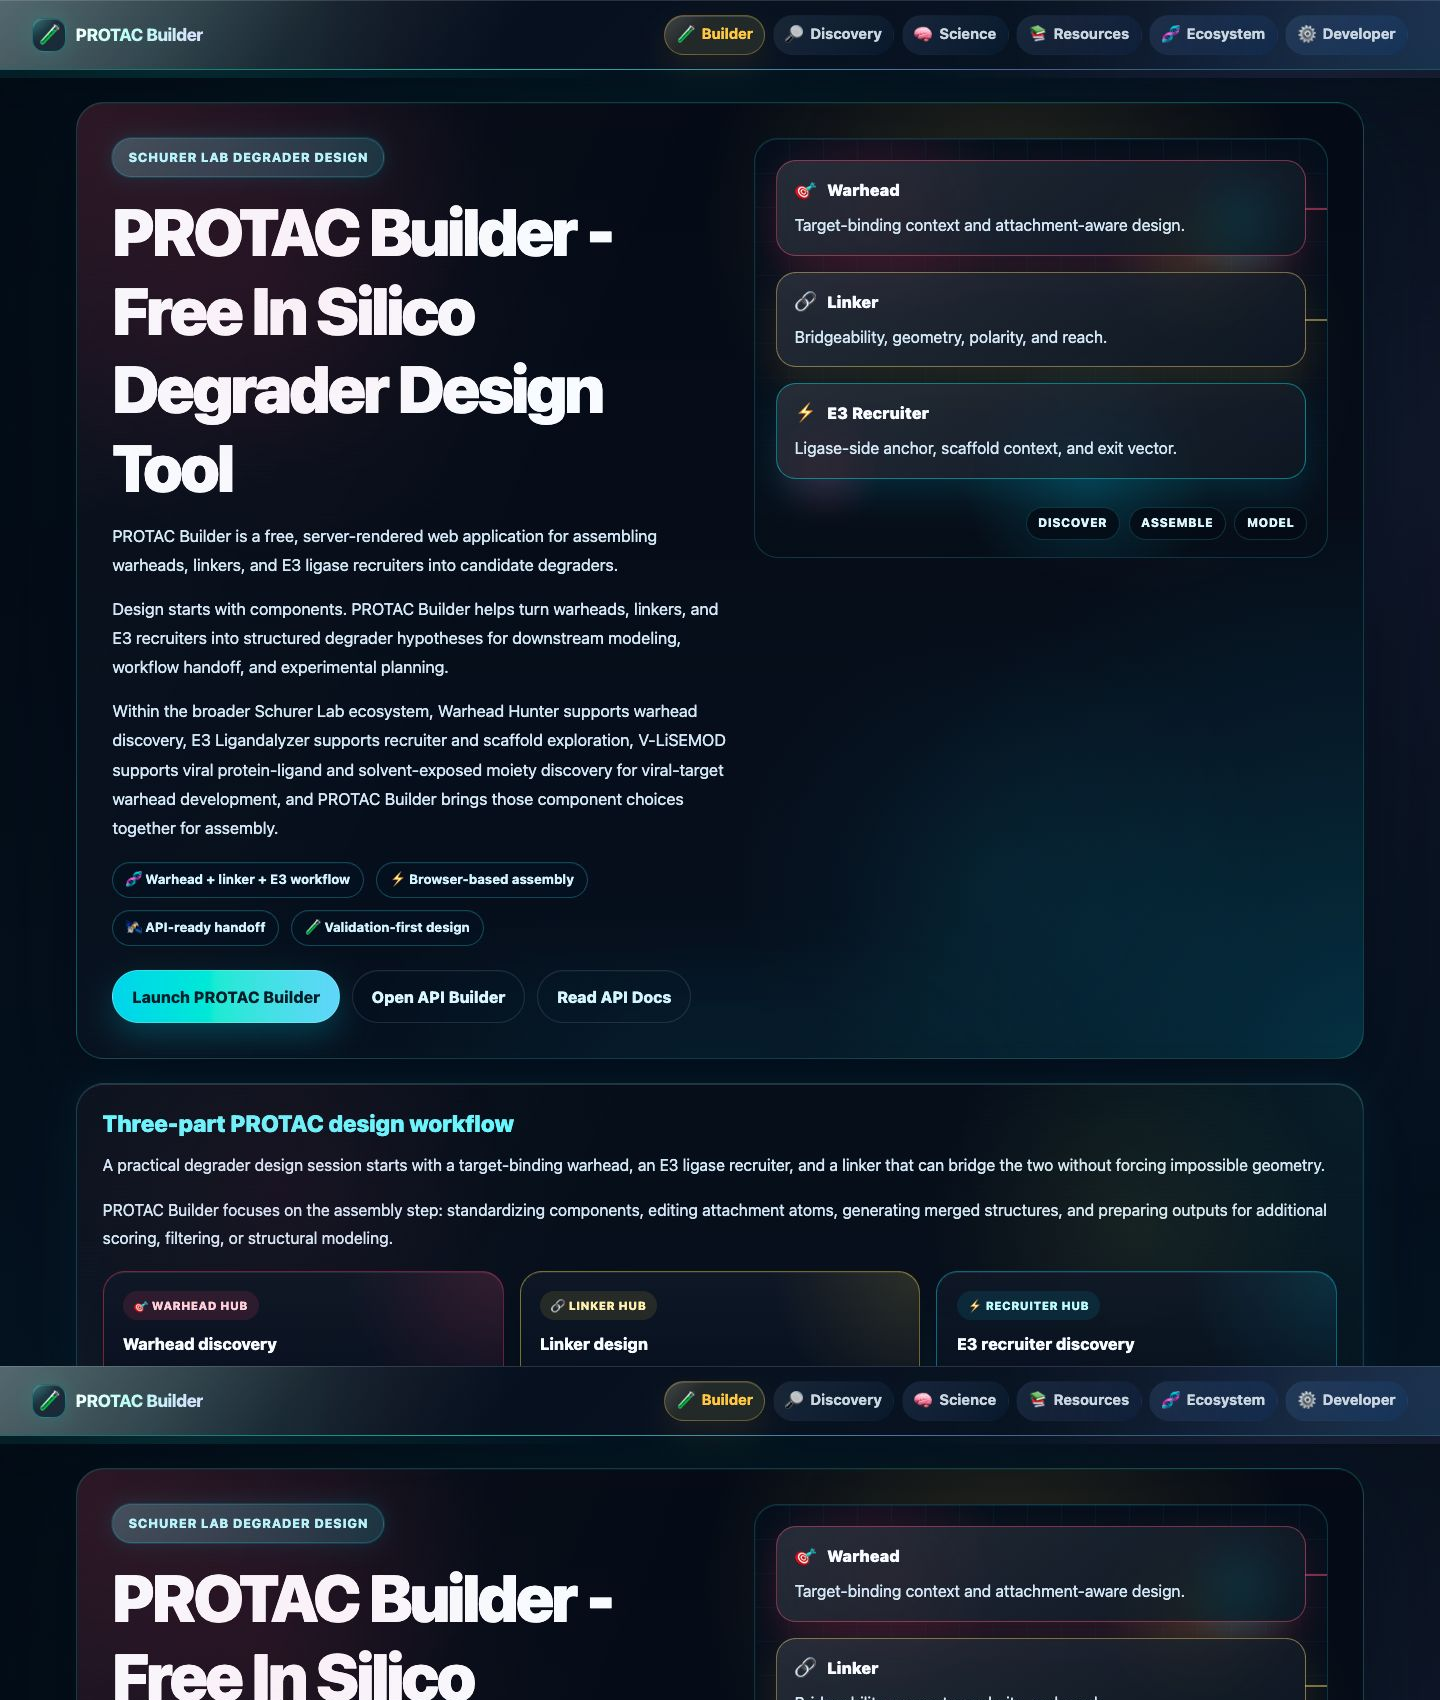 PROTAC Builder
Builder
Discovery
Science
Resources
Ecosystem
Developer
SCHURER LAB DEGRADER DESIGN
PROTAC Builder -
Free In Silico
Degrader Design
Tool
PROTAC Builder is a free, server-rendered web application for assembling
warheads, linkers, and E3 ligase recruiters into candidate degraders.
Design starts with components. PROTAC Builder helps turn warheads, linkers, and
E3 recruiters into structured degrader hypotheses for downstream modeling,
workflow handoff, and experimental planning.
Within the broader Schurer Lab ecosystem, Warhead Hunter supports warhead
discovery, E3 Ligandalyzer supports recruiter and scaffold exploration, V-LiSEMOD
supports viral protein-ligand and solvent-exposed moiety discovery for viral-target
warhead development, and PROTAC Builder brings those component choices
together for assembly.
Warhead + linker + E3 workflow
Browser-based assembly
API-ready handoff
Validation-first design
Launch PROTAC Builder
Open API Builder
Read API Docs
Warhead
Target-binding context and attachment-aware design.
Linker
Bridgeability, geometry, polarity, and reach.
E3 Recruiter
Ligase-side anchor, scaffold context, and exit vector.
DISCOVER
ASSEMBLE
MODEL
Three-part PROTAC design workflow
A practical degrader design session starts with a target-binding warhead, an E3 ligase recruiter, and a linker that can bridge the two without forcing impossible geometry.
PROTAC Builder focuses on the assembly step: standardizing components, editing attachment atoms, generating merged structures, and preparing outputs for additional
scoring, filtering, or structural modeling.
WARHEAD HUB
Warhead discovery
LINKER HUB
Linker design
RECRUITER HUB
E3 recruiter discovery
PROTAC Builder
Builder
Discovery
Science
Resources
Ecosystem
Developer
SCHURER LAB DEGRADER DESIGN
PROTAC Builder -
Free In Silico
Warhead
Target-binding context and attachment-aware design.
Linker